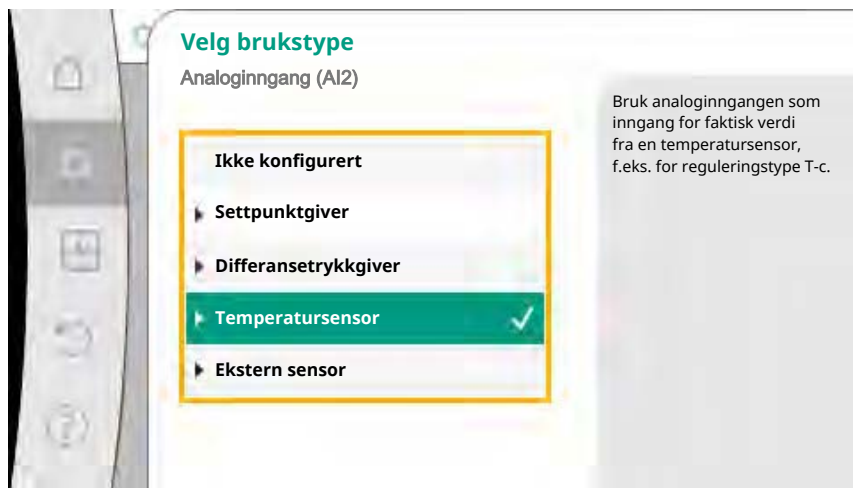 Velg brukstype
Analoginngang (AI2)
Ikke konfigurert
Settpunktgiver
Differansetrykkgiver
Temperatursensor
Ekstern sensor
Bruk analoginngangen som
inngang for faktisk verdi
fra en temperatursensor,
f.eks. for reguleringstype T-c.